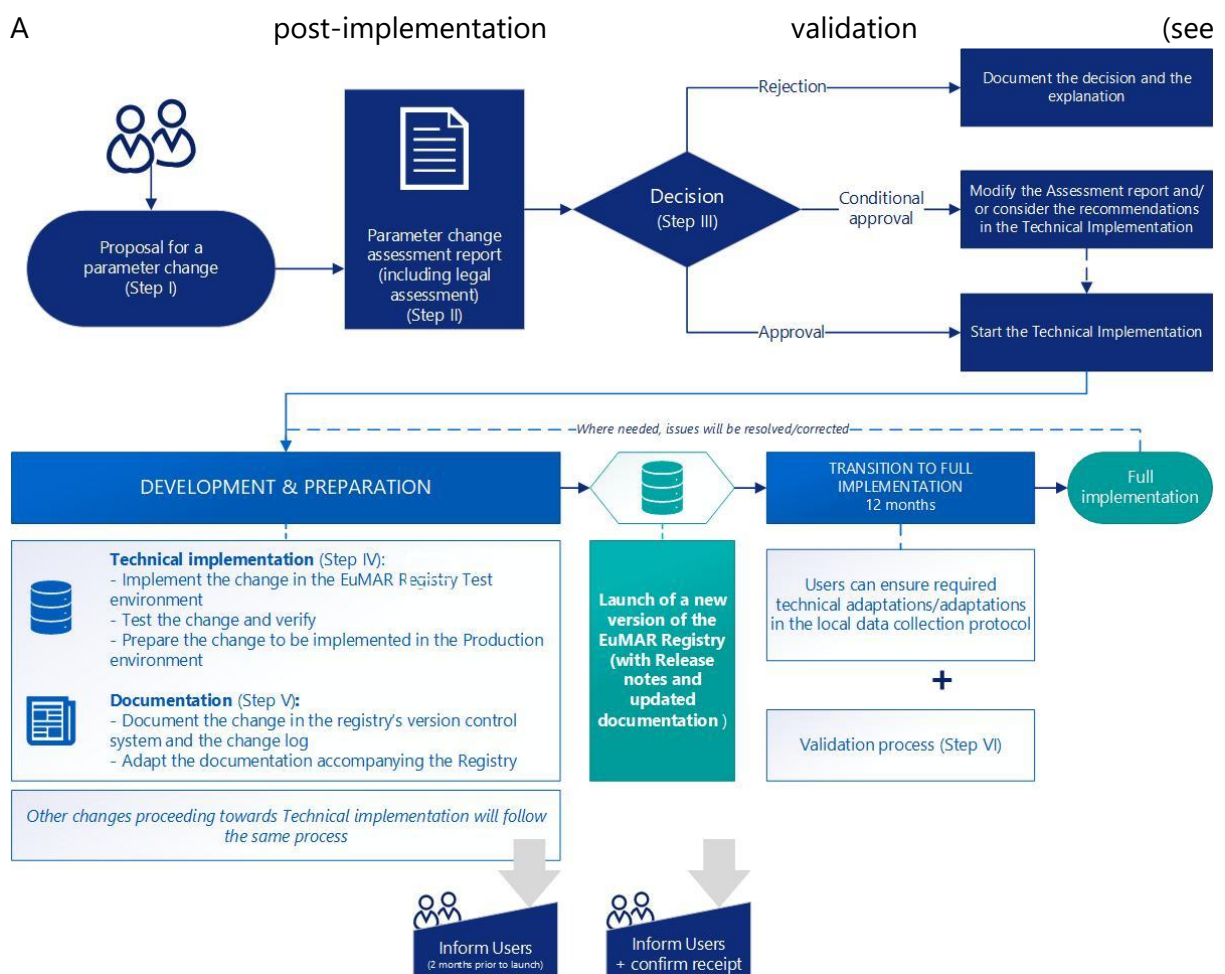 A post-implementation validation (see
Rejection
Document the decision and the
explanation
Decision
(Step III)
Conditional
approval
Modify the Assessment report and/
or consider the recommendations
in the Technical Implementation
Proposal for a
parameter change
(Step I)
Parameter change
assessment report
(including legal
assessment)
(Step II)
Approval
Start the Technical Implementation
Where needed, issues will be resolved/corrected
DEVELOPMENT & PREPARATION
TRANSITION TO FULL
IMPLEMENTATION
12 months
Full
implementation
Technical implementation (Step IV):
- Implement the change in the EuMAR Registry Test
environment
- Test the change and verify
- Prepare the change to be implemented in the Production
environment
Documentation (Step V):
- Document the change in the registry's version control
system and the change log
- Adapt the documentation accompanying the Registry
Launch of a new
version of the
EuMAR Registry
(with Release
notes and
updated
documentation )
Users can ensure required
technical adaptations/adaptations
in the local data collection protocol
+
Validation process (Step VI)
Other changes proceeding towards Technical implementation will follow
the same process
Inform Users
(2 months prior to launch)
Inform Users
+ confirm receipt